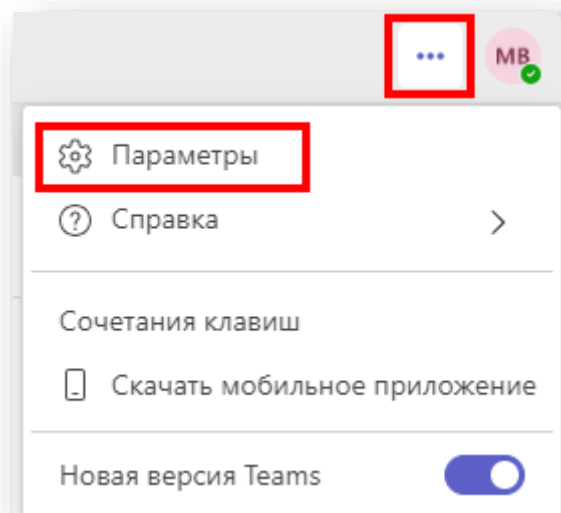 ... MB
Параметры
Справка
Сочетания клавиш
Скачать мобильное приложение
Новая версия Teams